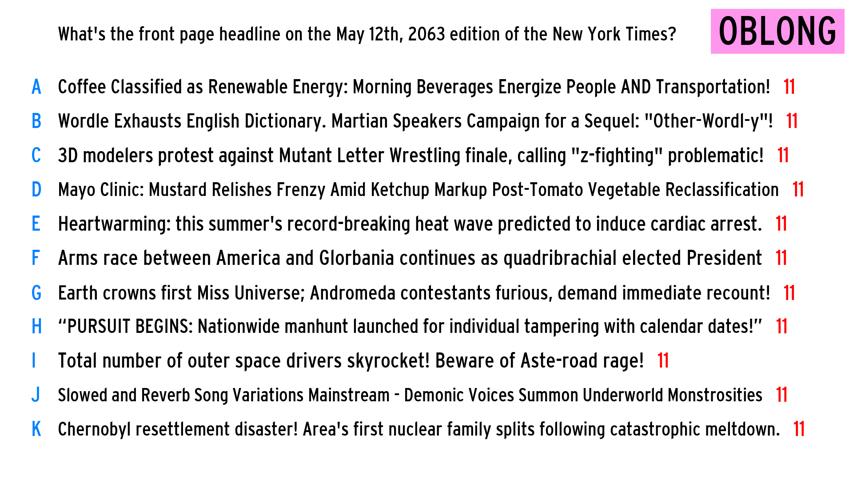 What's the front page headline on the May 12th, 2063 edition of the New York Times?
OBLONG
A Coffee Classified as Renewable Energy: Morning Beverages Energize People AND Transportation! 11
B Wordle Exhausts English Dictionary. Martian Speakers Campaign for a Sequel: "Other-Wordl-y"! 11
C 3D modelers protest against Mutant Letter Wrestling finale, calling "z-fighting" problematic! 11
D Mayo Clinic: Mustard Relishes Frenzy Amid Ketchup Markup Post-Tomato Vegetable Reclassification 11
E Heartwarming: this summer's record-breaking heat wave predicted to induce cardiac arrest. 11
F Arms race between America and Glorbania continues as quadribrachial elected President 11
G Earth crowns first Miss Universe; Andromeda contestants furious, demand immediate recount! 11
H “PURSUIT BEGINS: Nationwide manhunt launched for individual tampering with calendar dates!” 11
I Total number of outer space drivers skyrocket! Beware of Aste-road rage! 11
J Slowed and Reverb Song Variations Mainstream - Demonic Voices Summon Underworld Monstrosities 11
K Chernobyl resettlement disaster! Area's first nuclear family splits following catastrophic meltdown. 11